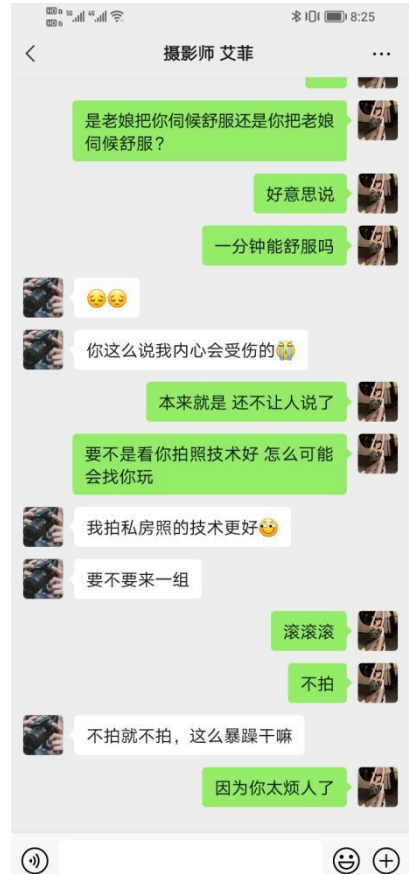 8:25
摄影师 艾菲
是老娘把你伺候舒服还是你把老娘
伺候舒服？
好意思说
一分钟能舒服吗
😔😔
你这么说我内心会受伤的😭
本来就是 还不让人说了
要不是看你拍照技术好 怎么可能
会找你玩
我拍私房照的技术更好
要不要来一组
滚滚滚
不拍
不拍就不拍，这么暴躁干嘛
因为你太烦人了